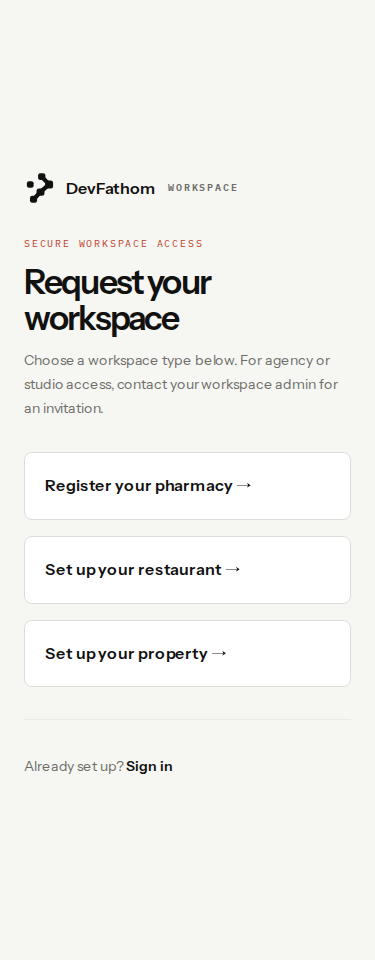 DevFathom WORKSPACE
SECURE WORKSPACE ACCESS
Request your
workspace
Choose a workspace type below. For agency or
studio access, contact your workspace admin for
an invitation.
Register your pharmacy →
Set up your restaurant →
Set up your property →
Already set up? Sign in